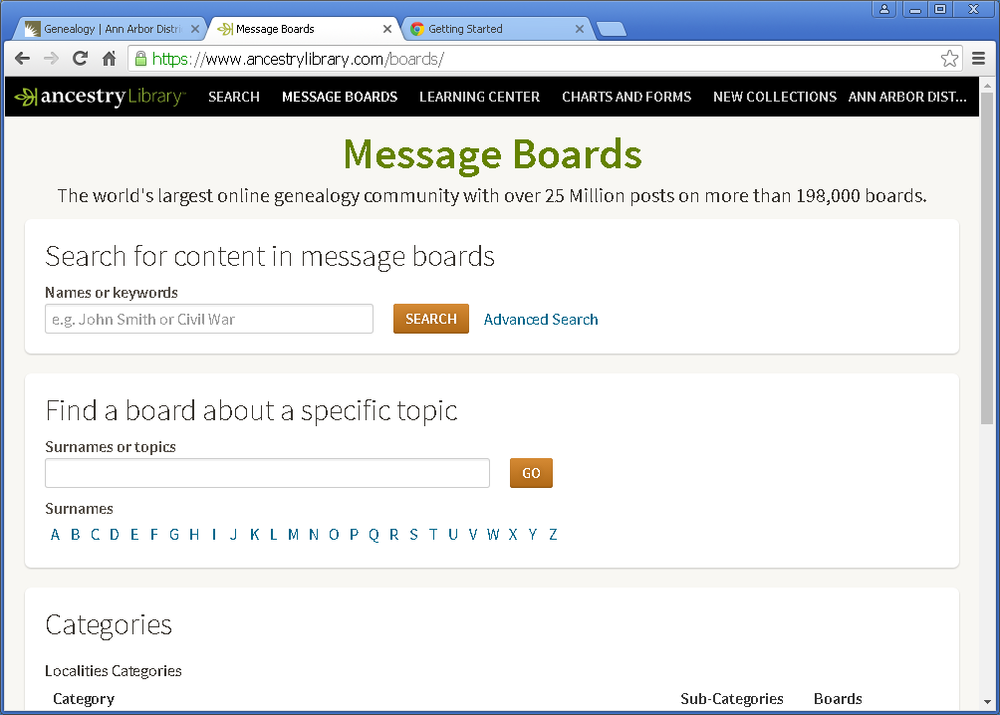 Genealogy | Ann Arbor Distri
Message Boards
Getting Started
https://www.ancestrylibrary.com/boards/
ancestryLibrary™ SEARCH MESSAGE BOARDS LEARNING CENTER CHARTS AND FORMS NEW COLLECTIONS ANN ARBOR DIST...
Message Boards
The world's largest online genealogy community with over 25 Million posts on more than 198,000 boards.
Search for content in message boards
Names or keywords
e.g. John Smith or Civil War SEARCH Advanced Search
Find a board about a specific topic
Surnames or topics
GO
Surnames
A B C D E F G H I J K L M N O P Q R S T U V W X Y Z
Categories
Localities Categories
Category Sub-Categories Boards